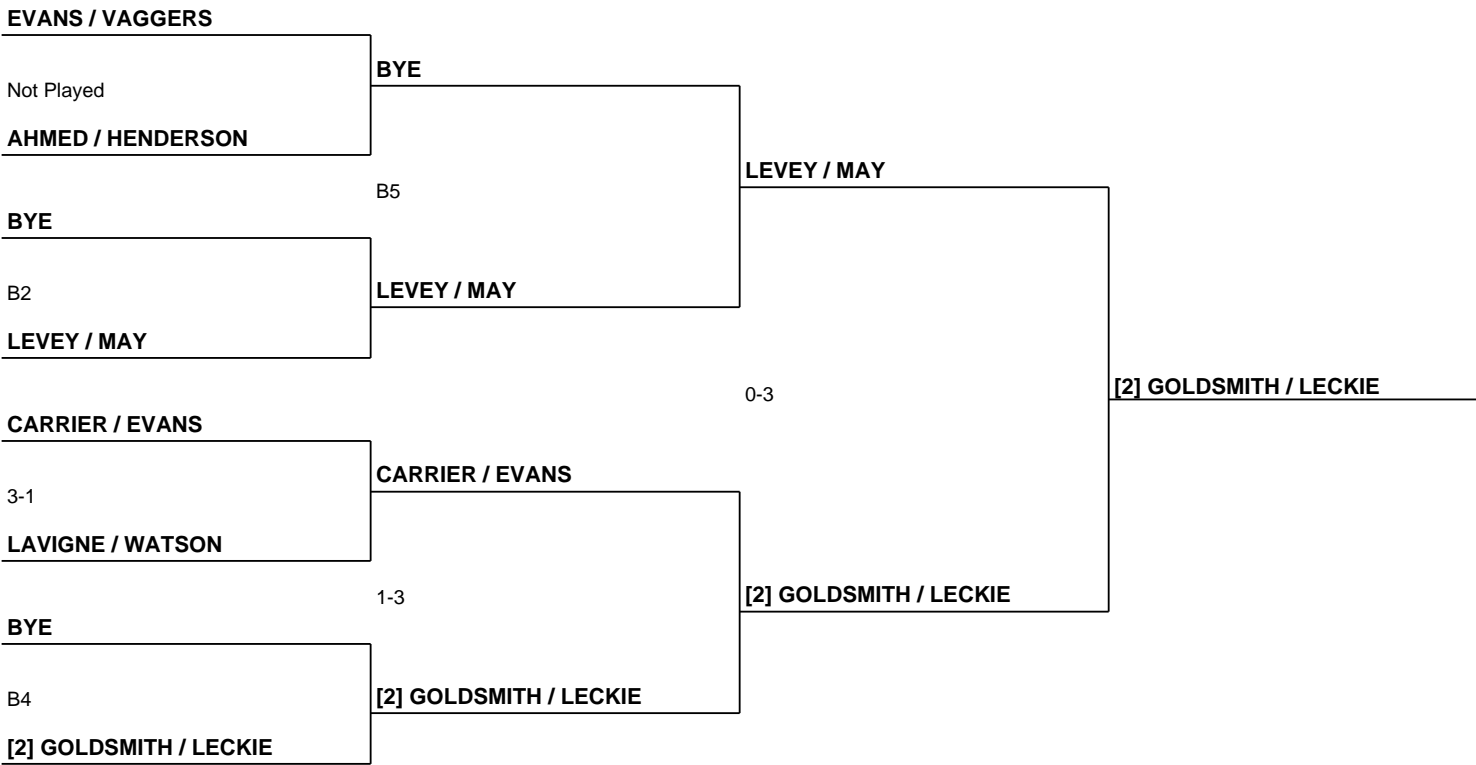 EVANS / VAGGERS
Not Played
AHMED / HENDERSON
BYE
B2
LEVEY / MAY
CARRIER / EVANS
3-1
LAVIGNE / WATSON
BYE
B4
[2] GOLDSMITH / LECKIE
BYE
B5
LEVEY / MAY
CARRIER / EVANS
1-3
[2] GOLDSMITH / LECKIE
LEVEY / MAY
0-3
[2] GOLDSMITH / LECKIE
[2] GOLDSMITH / LECKIE